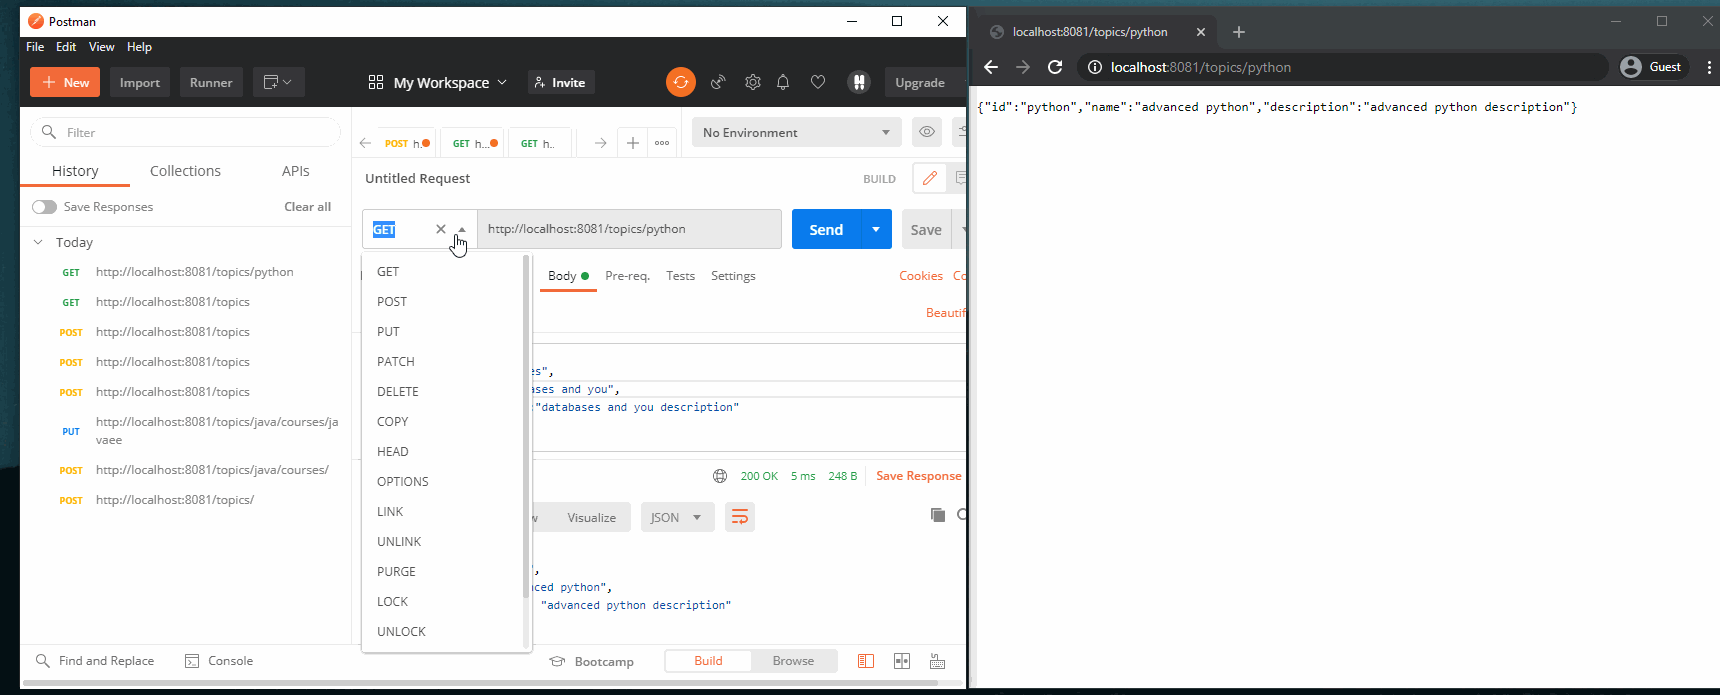 Postman
File Edit View Help
New Import Runner My Workspace Invite Upgrade
Filter
History Collections APIs
Save Responses Clear all
Today
GET http://localhost:8081/topics/python
GET http://localhost:8081/topics
POST http://localhost:8081/topics
POST http://localhost:8081/topics
POST http://localhost:8081/topics
PUT http://localhost:8081/topics/java/courses/ja
vaee
POST http://localhost:8081/topics/java/courses/
POST http://localhost:8081/topics/
POST h. GET h... GET h.. No Environment
Untitled Request BUILD
GET http://localhost:8081/topics/python Send Save
GET
POST
PUT
PATCH
DELETE
COPY
HEAD
OPTIONS
LINK
UNLINK
PURGE
LOCK
UNLOCK
Body Pre-req. Tests Settings Cookies Co
Beautif
es",
ases and you",
:"databases and you description"
200 OK 5 ms 248 B Save Response
w Visualize JSON
",
nced python",
"advanced python description"
Find and Replace Console Bootcamp Build Browse
localhost:8081/topics/python
localhost:8081/topics/python Guest
{"id":"python","name":"advanced python","description":"advanced python description"}